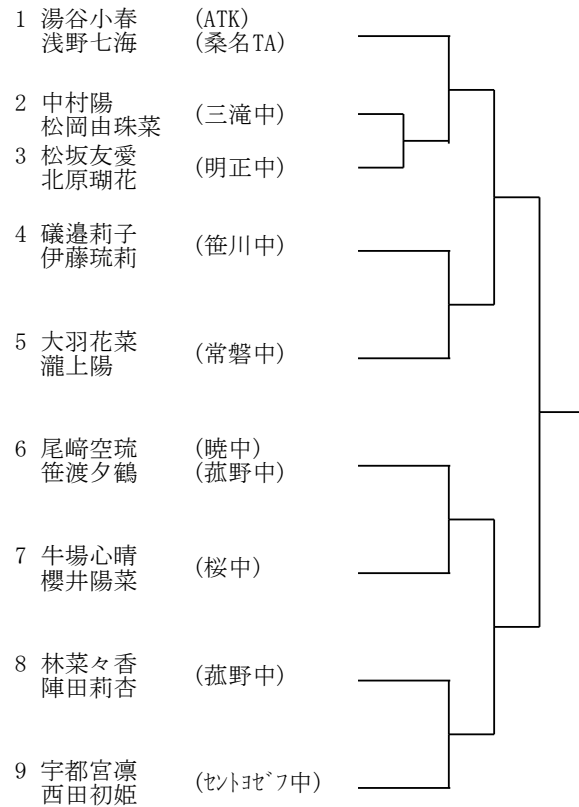 1 湯谷小春 (ATK)
浅野七海 (桑名TA)
2 中村陽
松岡由珠菜 (三滝中)
3 松坂友愛
北原瑚花 (明正中)
4 礒邉莉子
伊藤琉莉 (笹川中)
5 大羽花菜
瀧上陽 (常磐中)
6 尾﨑空琉 (暁中)
笹渡夕鶴 (菰野中)
7 牛場心晴
櫻井陽菜 (桜中)
8 林菜々香
陣田莉杏 (菰野中)
9 宇都宮凛
西田初姫 (ｾﾝﾄﾖｾﾞﾌ中)